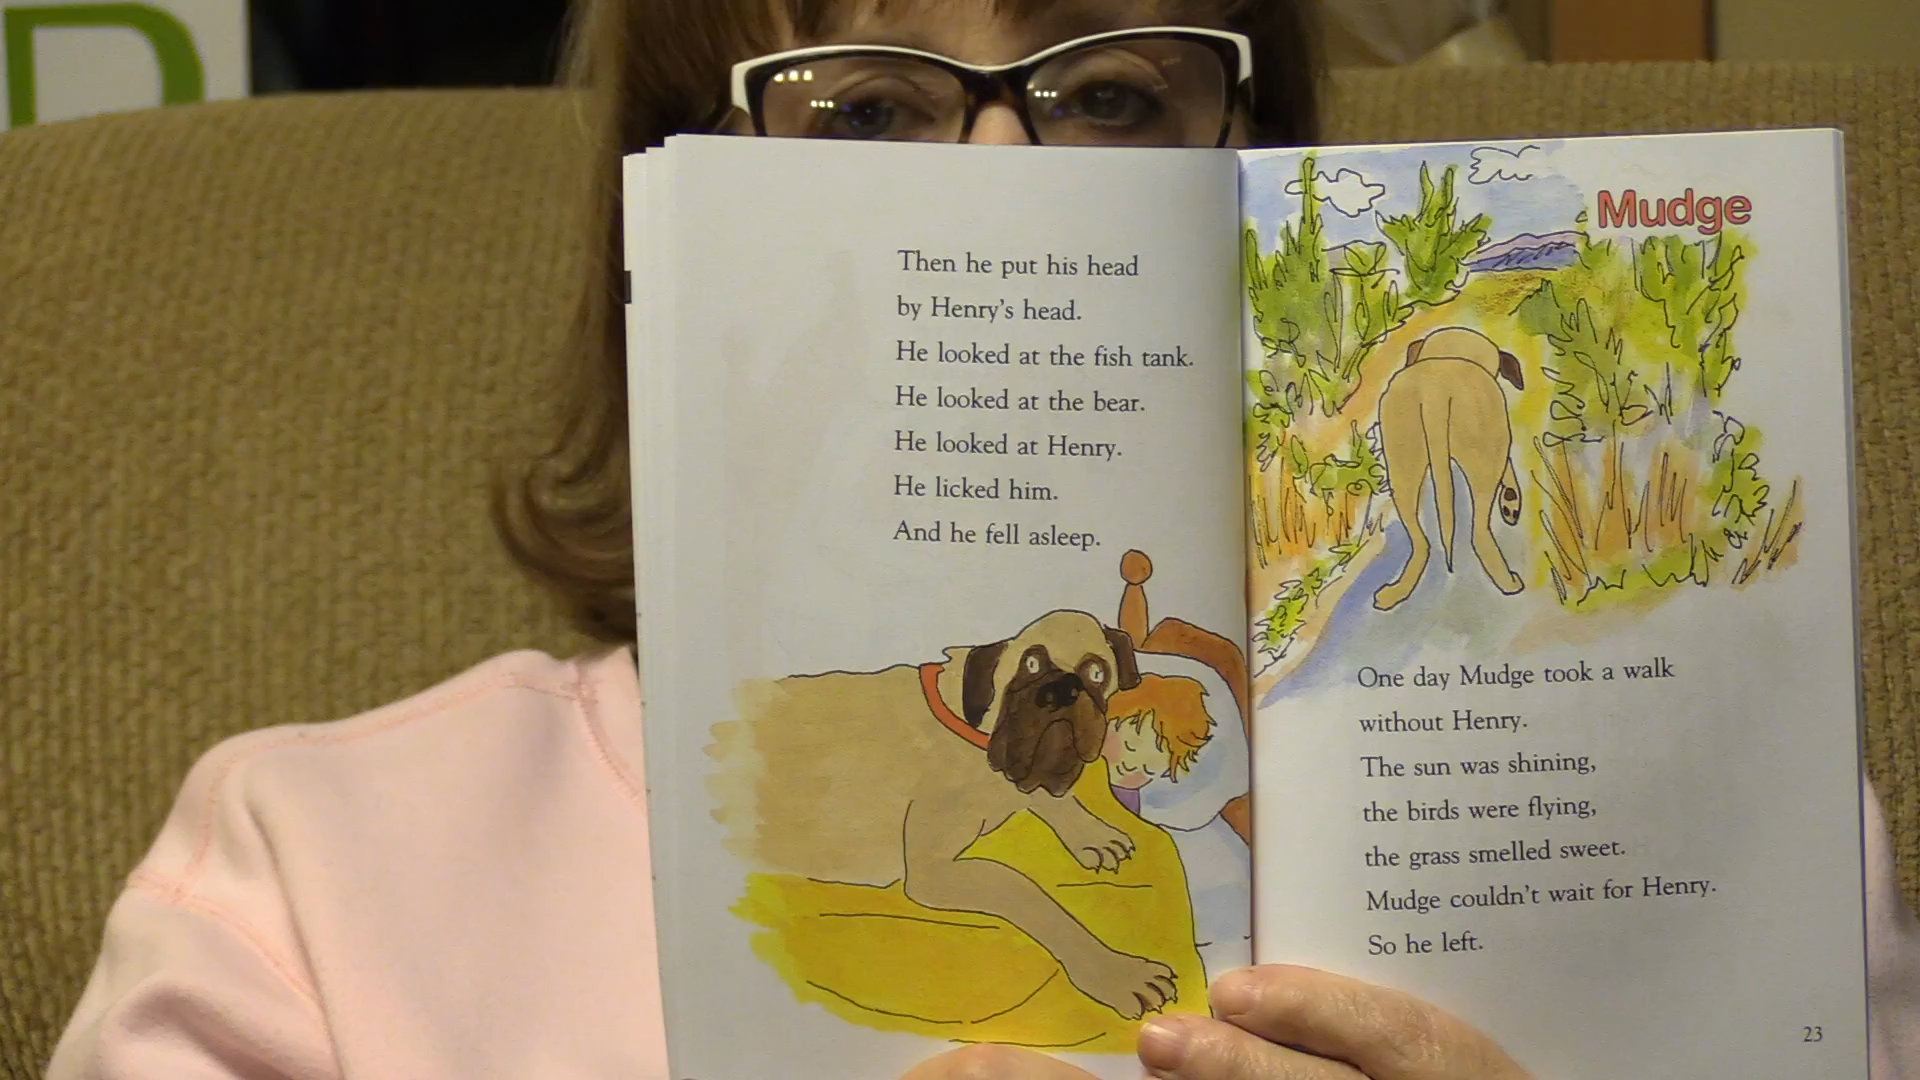 Then he put his head
by Henry's head.
He looked at the fish tank.
He looked at the bear.
He looked at Henry.
He licked him.
And he fell asleep.
Mudge
One day Mudge took a walk
without Henry.
The sun was shining,
the birds were flying,
the grass smelled sweet.
Mudge couldn't wait for Henry.
So he left.
23